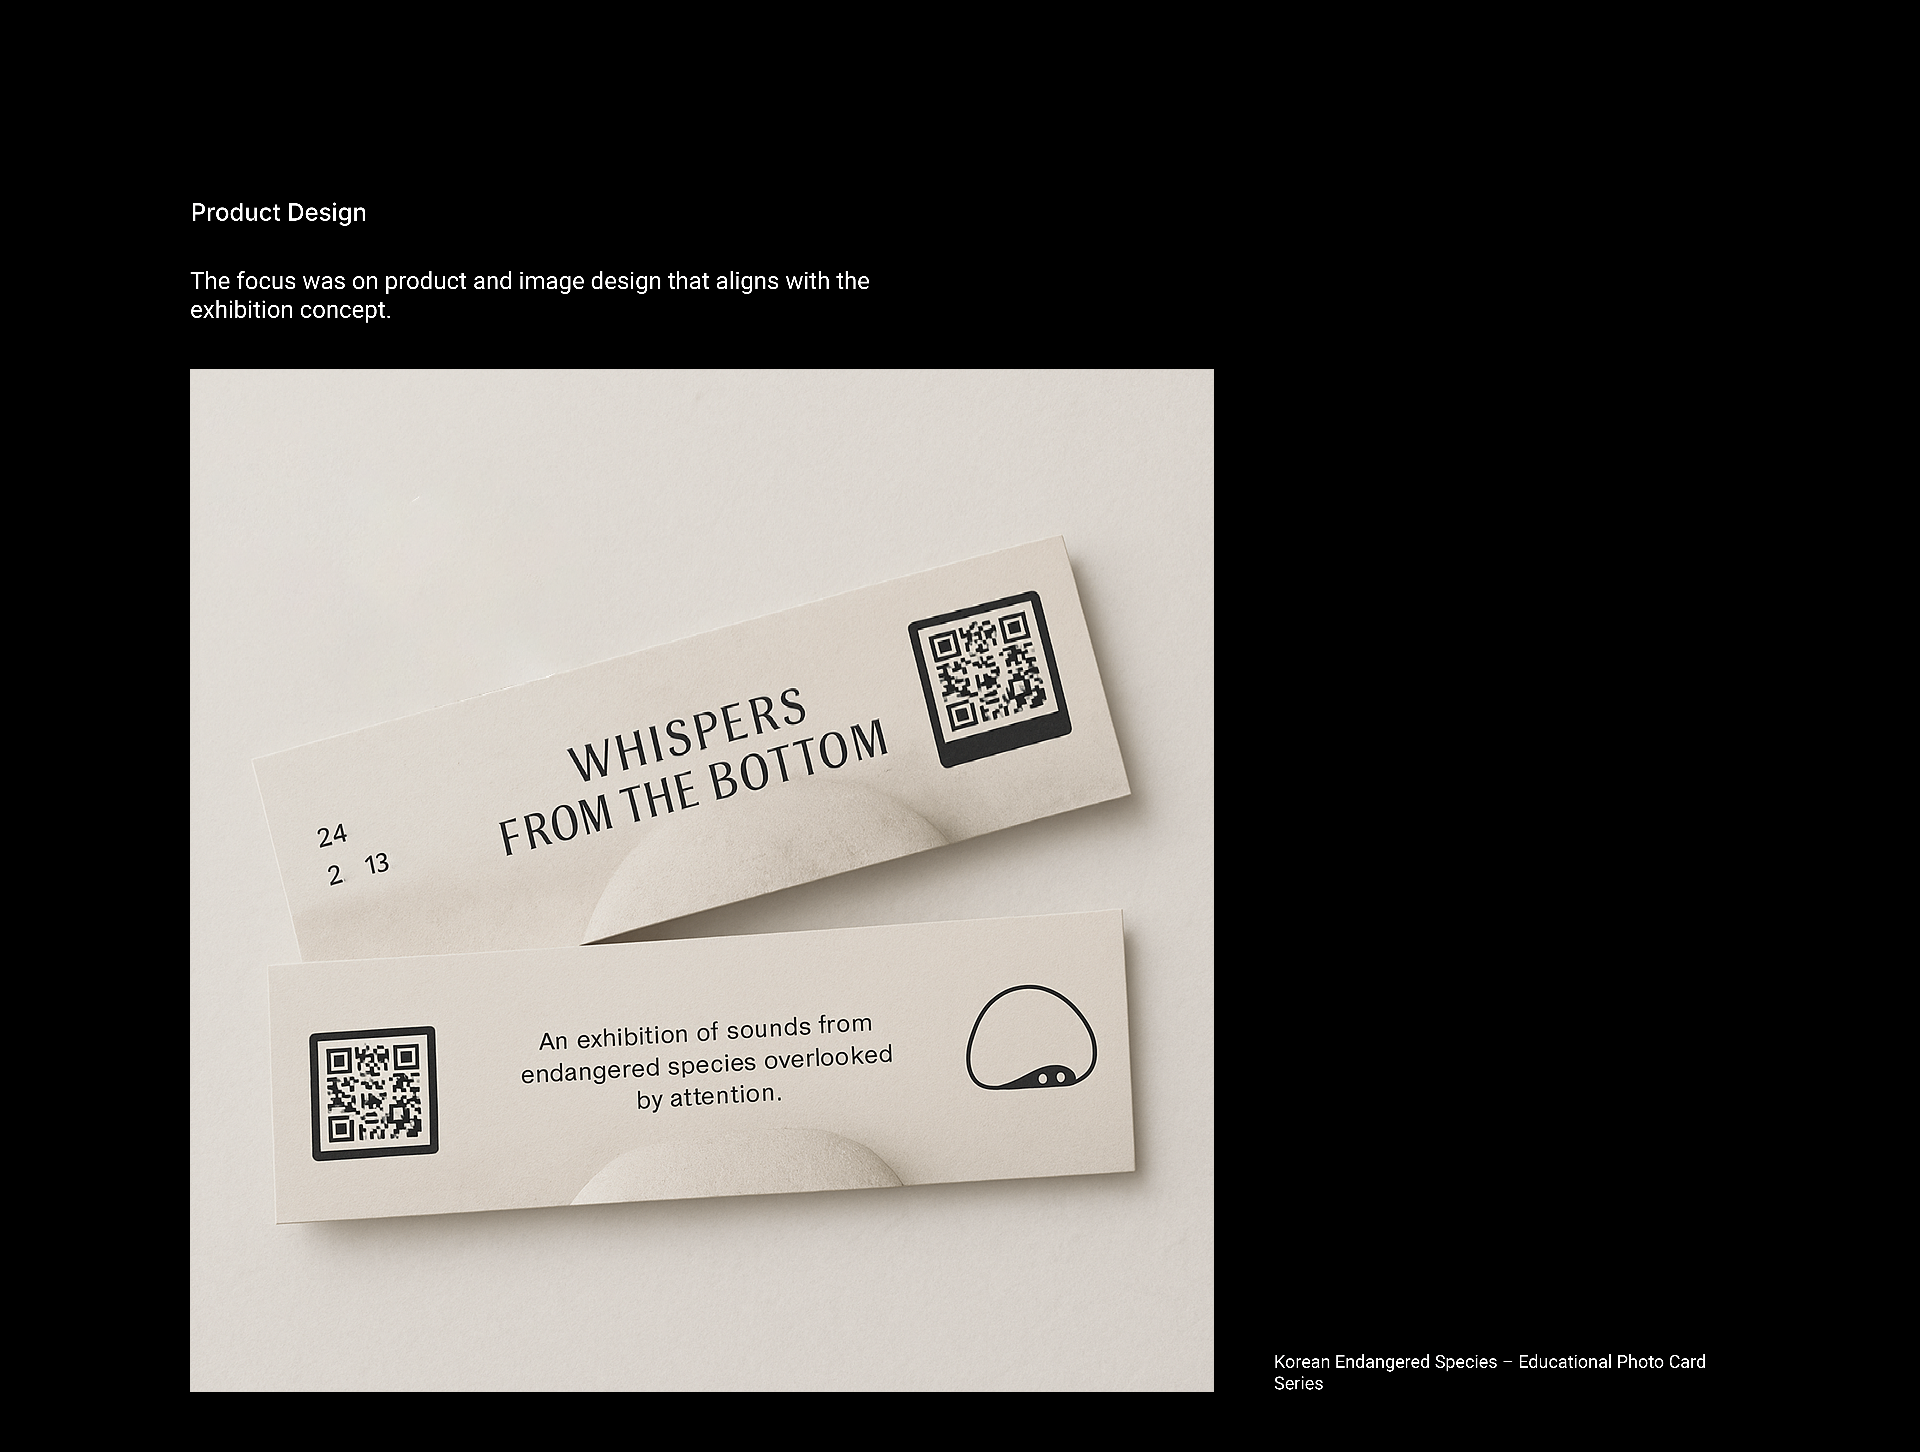 Product Design
The focus was on product and image design that aligns with the
exhibition concept.
WHISPERS
FROM THE BOTTOM
24
2 13
An exhibition of sounds from
endangered species overlooked
by attention.
Korean Endangered Species – Educational Photo Card
Series